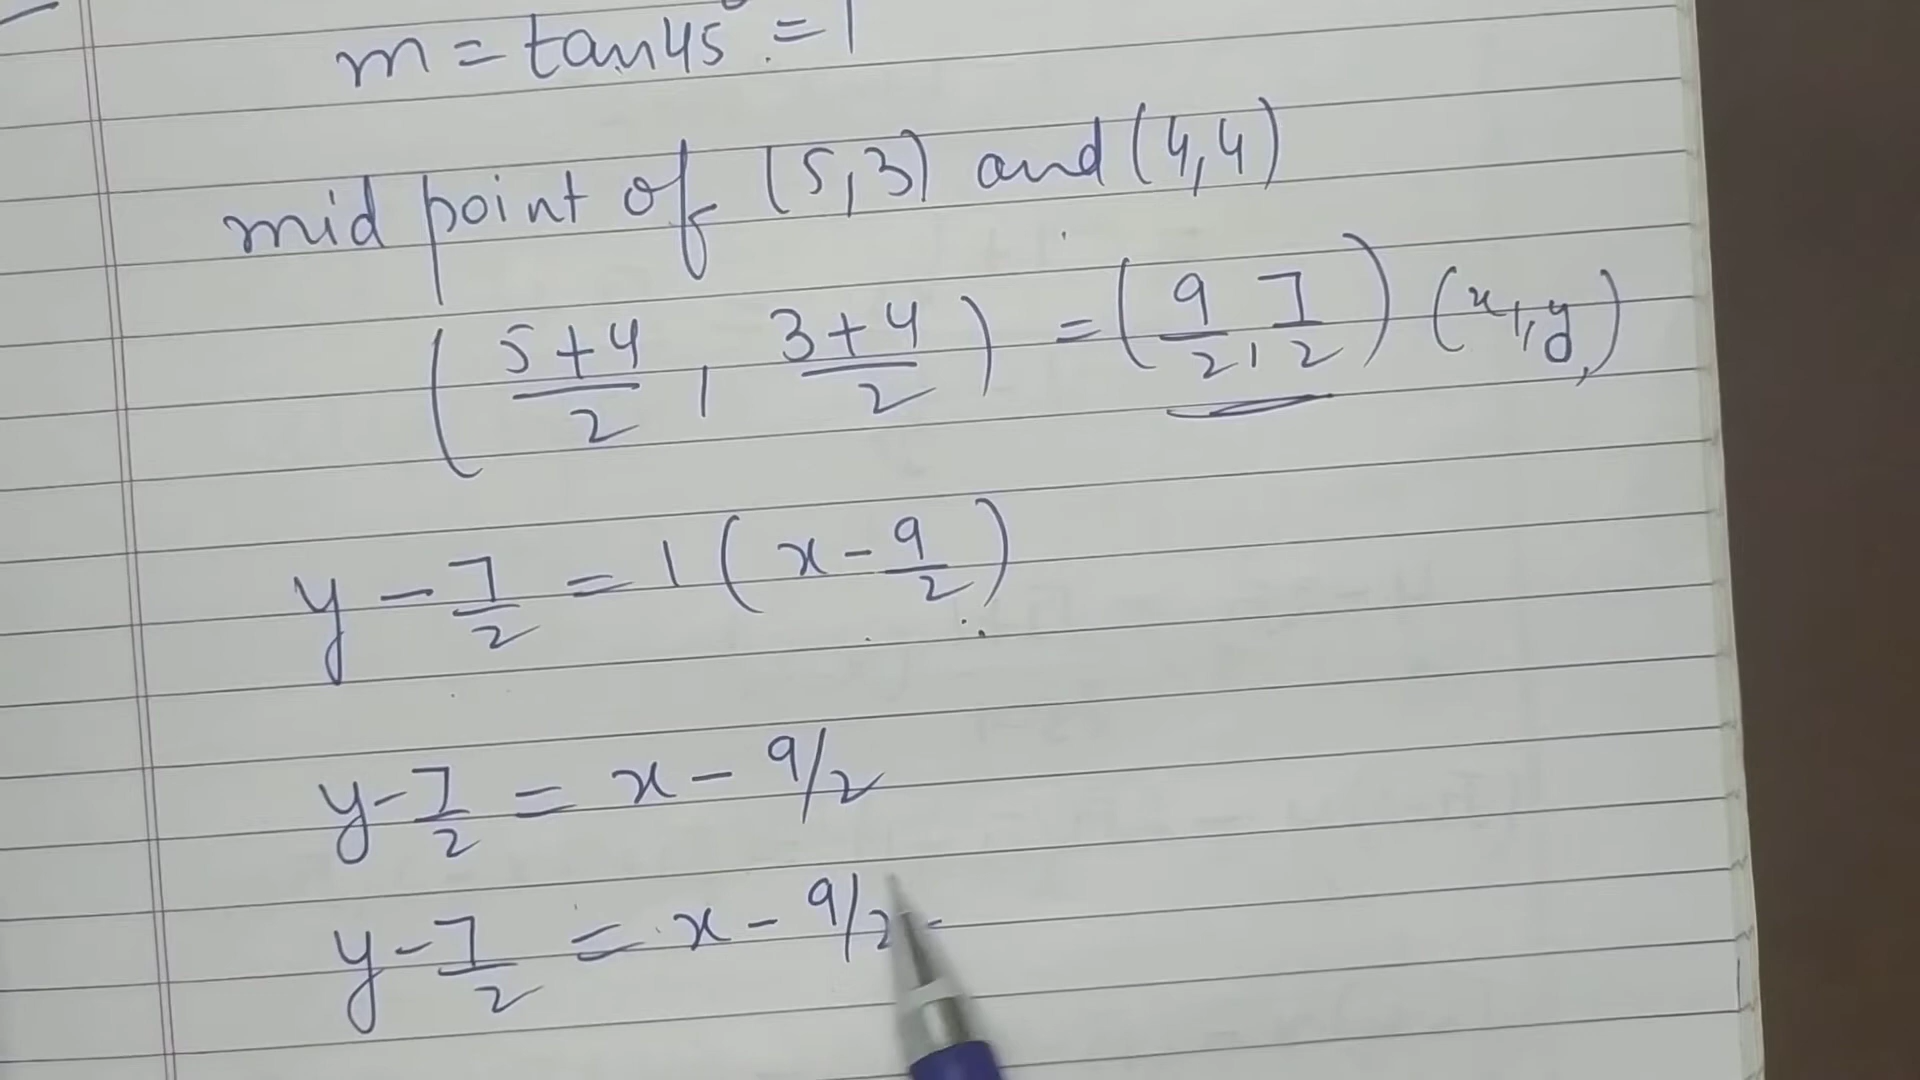 m = tan45° = 1
mid point of (5,3) and (4,4)
(5+4/2, 3+4/2) = (9/2, 7/2) (x₁, y₁)
y - 7/2 = 1(x - 9/2)
y - 7/2 = x - 9/2
y - 7/2 = x - 9/2